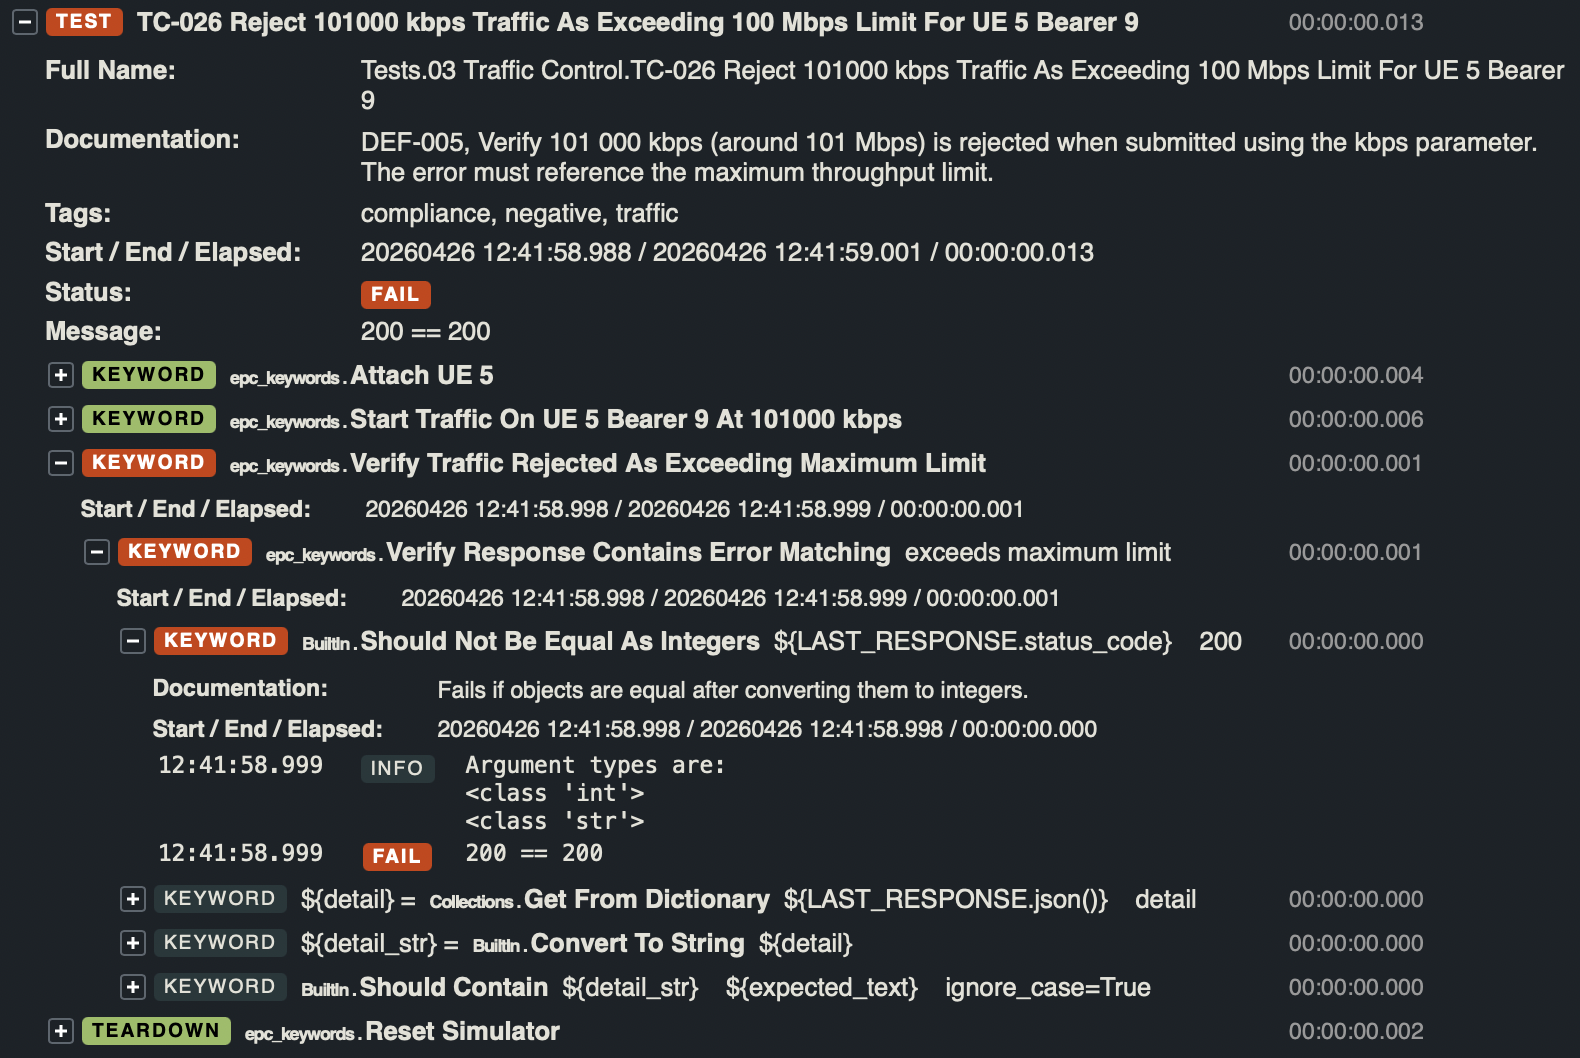 TEST TC-026 Reject 101000 kbps Traffic As Exceeding 100 Mbps Limit For UE 5 Bearer 9 00:00:00.013
Full Name: Tests.03 Traffic Control.TC-026 Reject 101000 kbps Traffic As Exceeding 100 Mbps Limit For UE 5 Bearer
9
Documentation: DEF-005, Verify 101 000 kbps (around 101 Mbps) is rejected when submitted using the kbps parameter.
The error must reference the maximum throughput limit.
Tags: compliance, negative, traffic
Start / End / Elapsed: 20260426 12:41:58.988 / 20260426 12:41:59.001 / 00:00:00.013
Status: FAIL
Message: 200 == 200
+ KEYWORD epc_keywords.Attach UE 5 00:00:00.004
+ KEYWORD epc_keywords.Start Traffic On UE 5 Bearer 9 At 101000 kbps 00:00:00.006
− KEYWORD epc_keywords.Verify Traffic Rejected As Exceeding Maximum Limit 00:00:00.001
Start / End / Elapsed: 20260426 12:41:58.998 / 20260426 12:41:58.999 / 00:00:00.001
− KEYWORD epc_keywords.Verify Response Contains Error Matching exceeds maximum limit 00:00:00.001
Start / End / Elapsed: 20260426 12:41:58.998 / 20260426 12:41:58.999 / 00:00:00.001
− KEYWORD BuiltIn.Should Not Be Equal As Integers ${LAST_RESPONSE.status_code} 200 00:00:00.000
Documentation: Fails if objects are equal after converting them to integers.
Start / End / Elapsed: 20260426 12:41:58.998 / 20260426 12:41:58.998 / 00:00:00.000
12:41:58.999 INFO Argument types are:
<class 'int'>
<class 'str'>
12:41:58.999 FAIL 200 == 200
+ KEYWORD ${detail} = Collections.Get From Dictionary ${LAST_RESPONSE.json()} detail 00:00:00.000
+ KEYWORD ${detail_str} = BuiltIn.Convert To String ${detail} 00:00:00.000
+ KEYWORD BuiltIn.Should Contain ${detail_str} ${expected_text} ignore_case=True 00:00:00.000
+ TEARDOWN epc_keywords.Reset Simulator 00:00:00.002